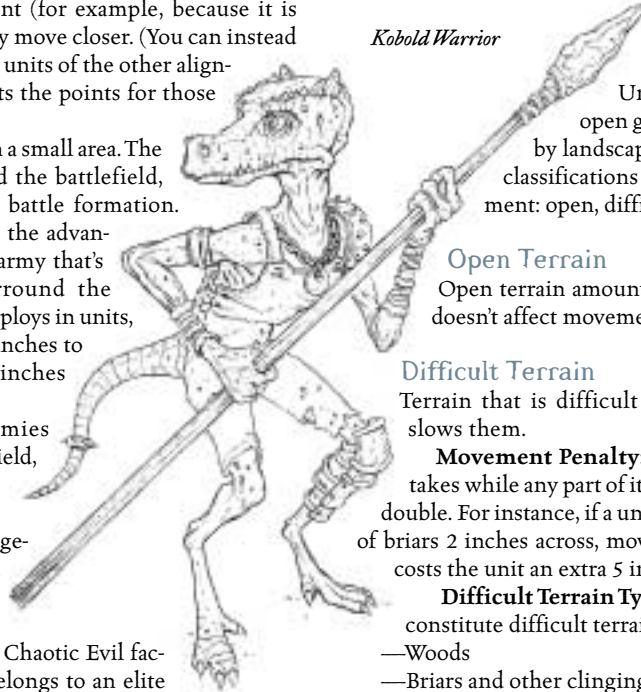 nt (for example, because it is
y move closer. (You can instead
units of the other align-
ts the points for those
a small area. The
d the battlefield,
battle formation.
the advan-
army that's
rround the
ploys in units,
inches to
inches
mies
ield,
ge-
Chaotic Evil fac-
elongs to an elite
Kobold Warrior
Un
open g
by landscap
classifications
ment: open, diffi
Open Terrain
Open terrain amount
doesn't affect moveme
Difficult Terrain
Terrain that is difficult
slows them.
Movement Penalty:
takes while any part of it
double. For instance, if a un
of briars 2 inches across, mov
costs the unit an extra 5 in
Difficult Terrain Ty
constitute difficult terrai
—Woods
—Briars and other clinging